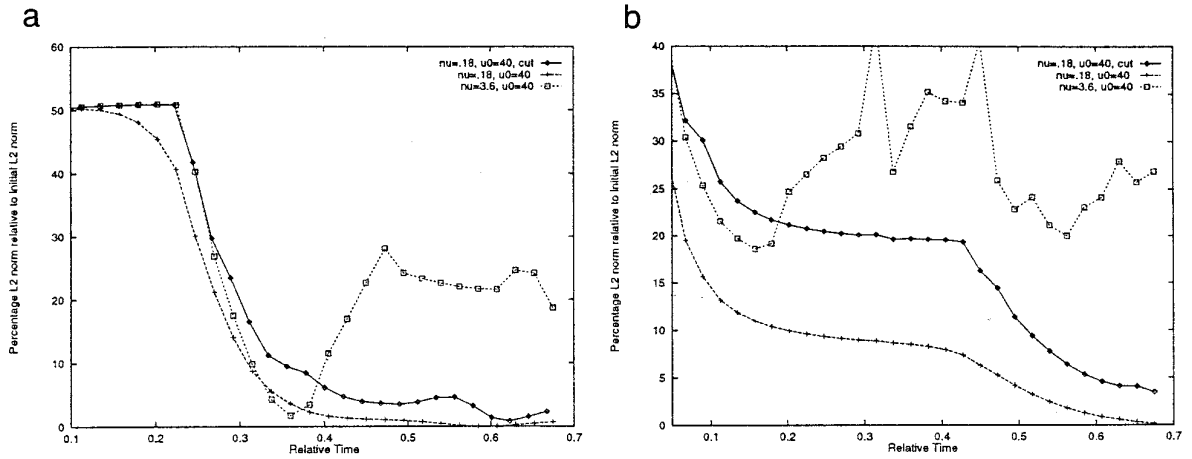 a
Percentage L2 norm relative to Initial L2 norm
60
50
40
30
20
10
0
nu=.18, u0=40, cut
nu=.18, u0=40
nu=3.6, u0=40
0.1 0.2 0.3 0.4 0.5 0.6 0.7
Relative Time
b
Percentage L2 norm relative to Initial L2 norm
40
35
30
25
20
15
10
5
0
nu=.18, u0=40, cut
nu=.18, u0=40
nu=3.6, u0=40
0.1 0.2 0.3 0.4 0.5 0.6 0.7
Relative Time